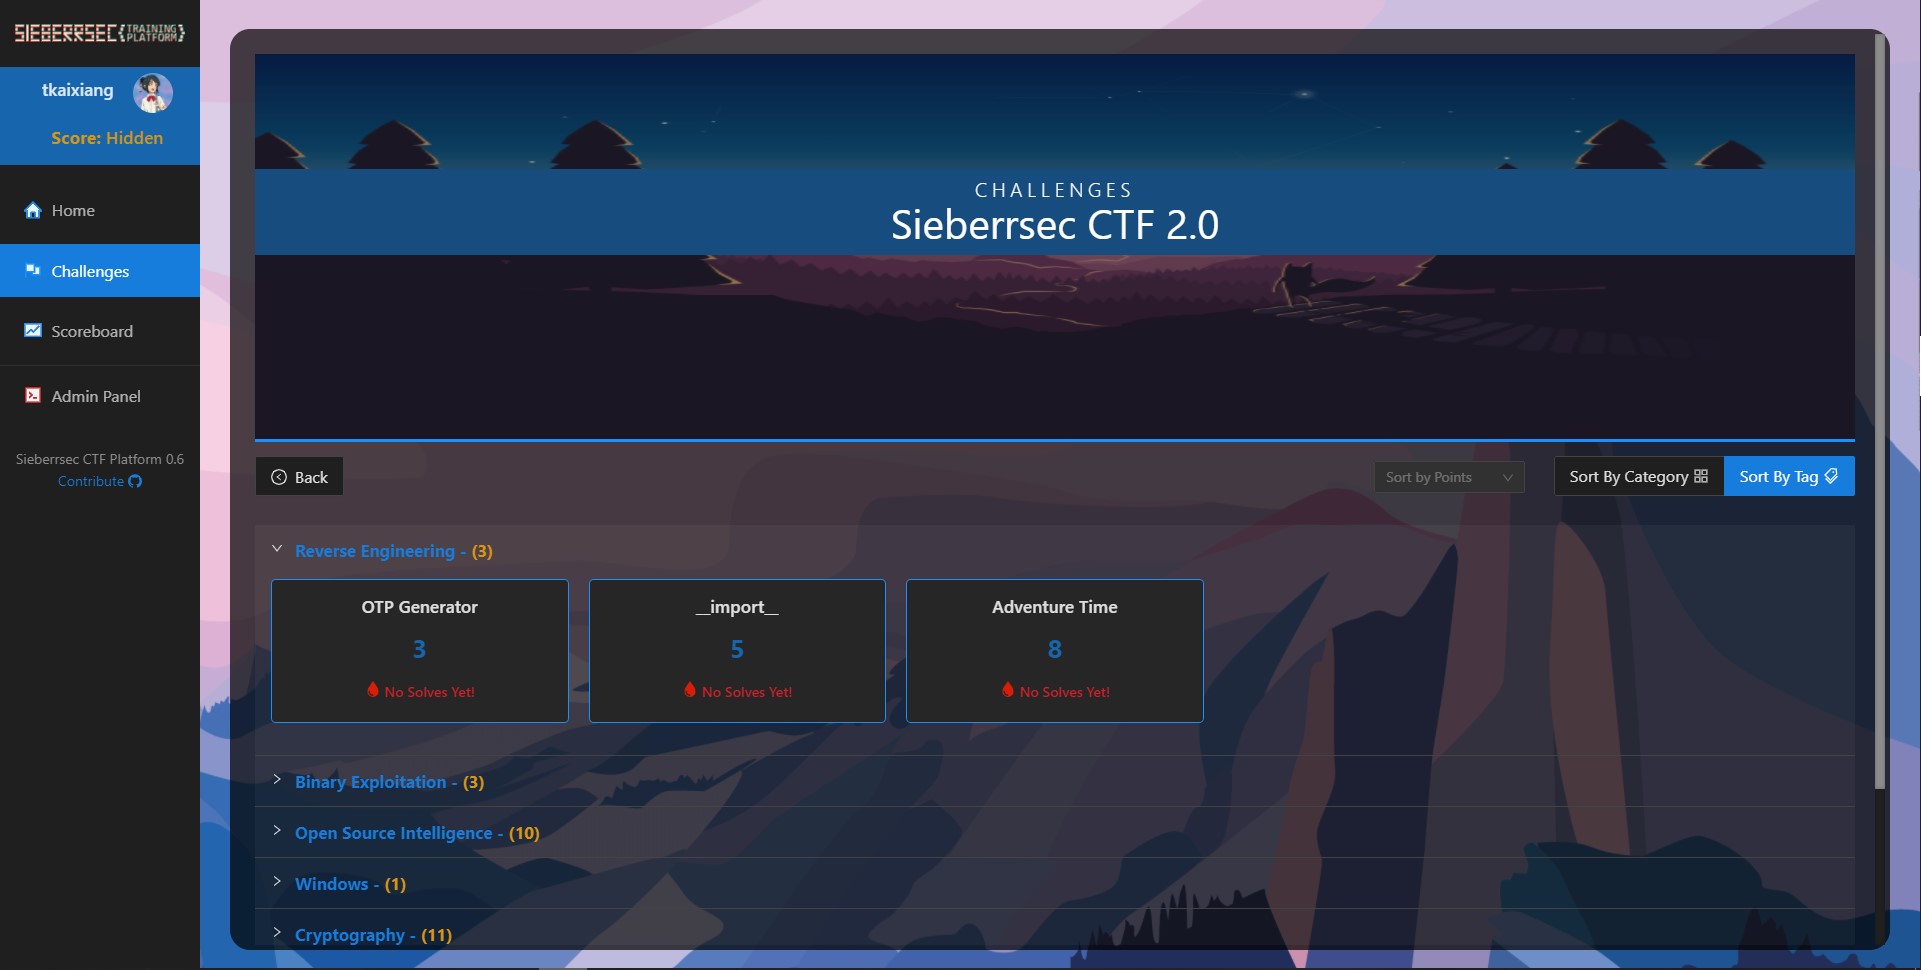 SIEBERRSEC{TRAINING PLATFORM}
tkaixiang
Score: Hidden
Home
Challenges
Scoreboard
Admin Panel
Sieberrsec CTF Platform 0.6
Contribute
CHALLENGES
Sieberrsec CTF 2.0
Back
Sort by Points
Sort By Category
Sort By Tag
Reverse Engineering - (3)
OTP Generator
3
No Solves Yet!
__import__
5
No Solves Yet!
Adventure Time
8
No Solves Yet!
Binary Exploitation - (3)
Open Source Intelligence - (10)
Windows - (1)
Cryptography - (11)